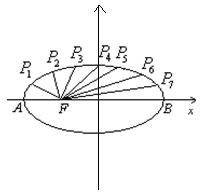 P₁ P₂ P₃ P₄ P₅ P₆ P₇
A F B x